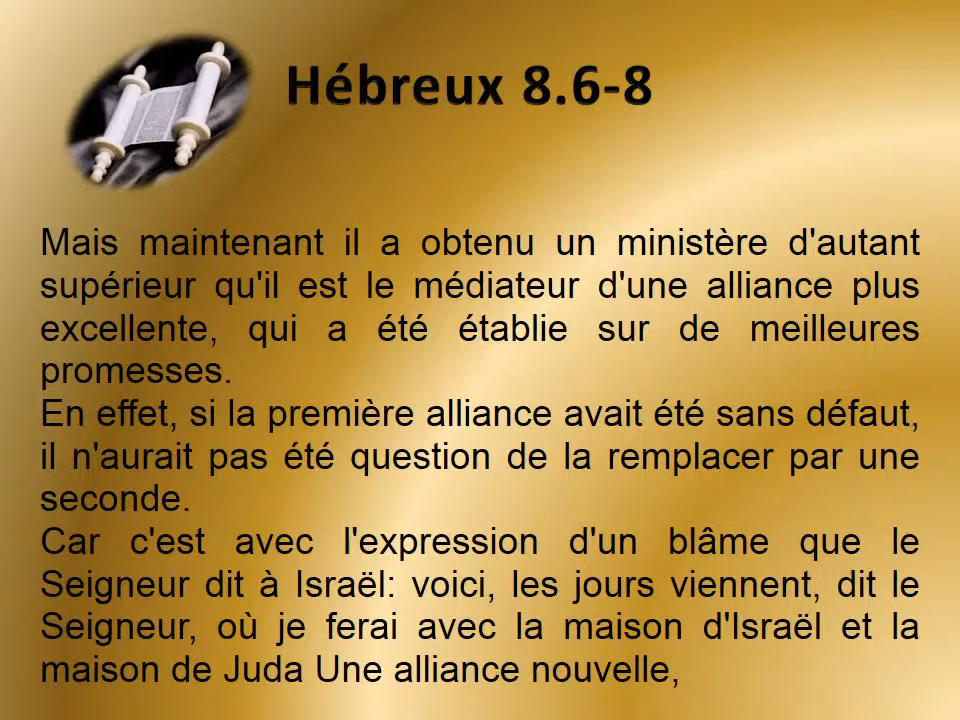 Hébreux 8.6-8
Mais maintenant il a obtenu un ministère d'autant
supérieur qu'il est le médiateur d'une alliance plus
excellente, qui a été établie sur de meilleures
promesses.
En effet, si la première alliance avait été sans défaut,
il n'aurait pas été question de la remplacer par une
seconde.
Car c'est avec l'expression d'un blâme que le
Seigneur dit à Israël: voici, les jours viennent, dit le
Seigneur, où je ferai avec la maison d'Israël et la
maison de Juda Une alliance nouvelle,